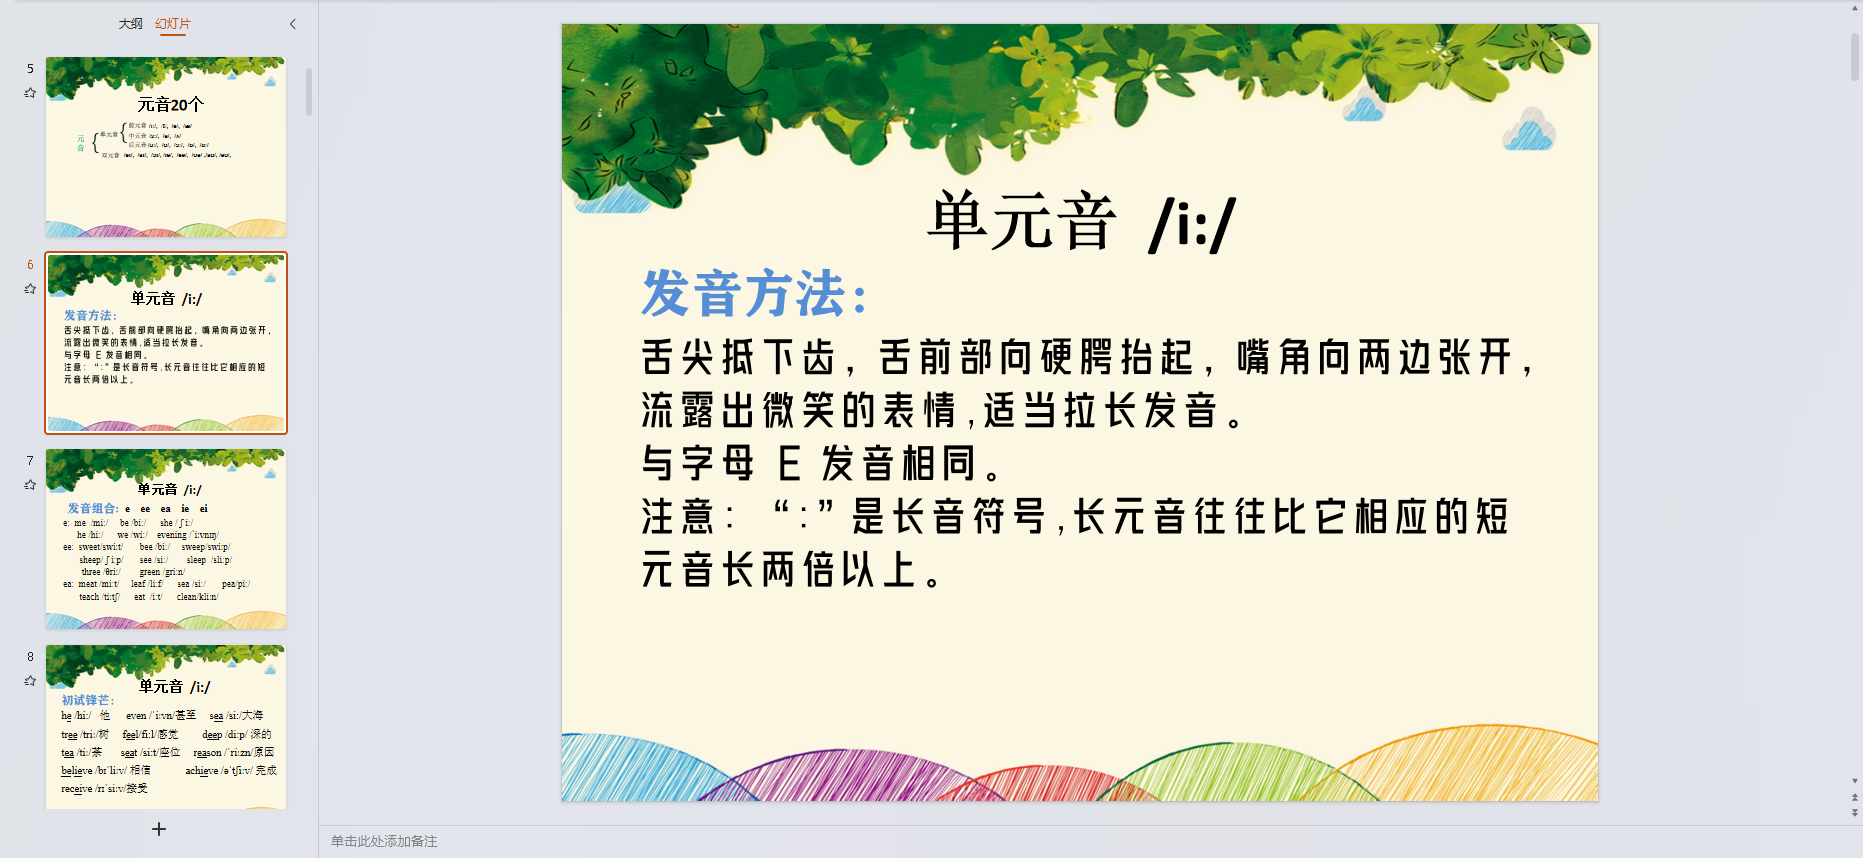 大纲 幻灯片
5
元音20个
元音
单元音
前元音
中元音
后元音
双元音
6
单元音 /i:/
发音方法：
舌尖抵下齿，舌前部向硬腭抬起，嘴角向两边张开，
流露出微笑的表情,适当拉长发音。
与字母 E 发音相同。
注意：“:”是长音符号,长元音往往比它相应的短
元音长两倍以上。
7
单元音 /i:/
发音组合: e ee ea ie ei
e: me /mi:/ be /bi:/ she / ʃ i:/
he /hi:/ we /wi:/ evening /ˈi:vnɪŋ/
ee: sweet/swi:t/ bee /bi:/ sweep/swi:p/
sheep/ ʃ i:p/ see /si:/ sleep /sli:p/
three /θri:/ green /gri:n/
ea: meat /mi:t/ leaf /li:f/ sea /si:/ pea/pi:/
teach /ti:tʃ/ eat /i:t/ clean/kli:n/
8
单元音 /i:/
初试锋芒：
he /hi:/ 他 even /ˈi:vn/甚至 sea /si:/大海
tree /tri:/树 feel/fi:l/感觉 deep /di:p/ 深的
tea /ti:/茶 seat /si:t/座位 reason /ˈri:zn/原因
believe /bɪˈli:v/ 相信 achieve /əˈtʃi:v/ 完成
receive /rɪˈsi:v/接受
单元音 /i:/
发音方法：
舌尖抵下齿，舌前部向硬腭抬起，嘴角向两边张开，
流露出微笑的表情,适当拉长发音。
与字母 E 发音相同。
注意：“:”是长音符号,长元音往往比它相应的短
元音长两倍以上。
单击此处添加备注